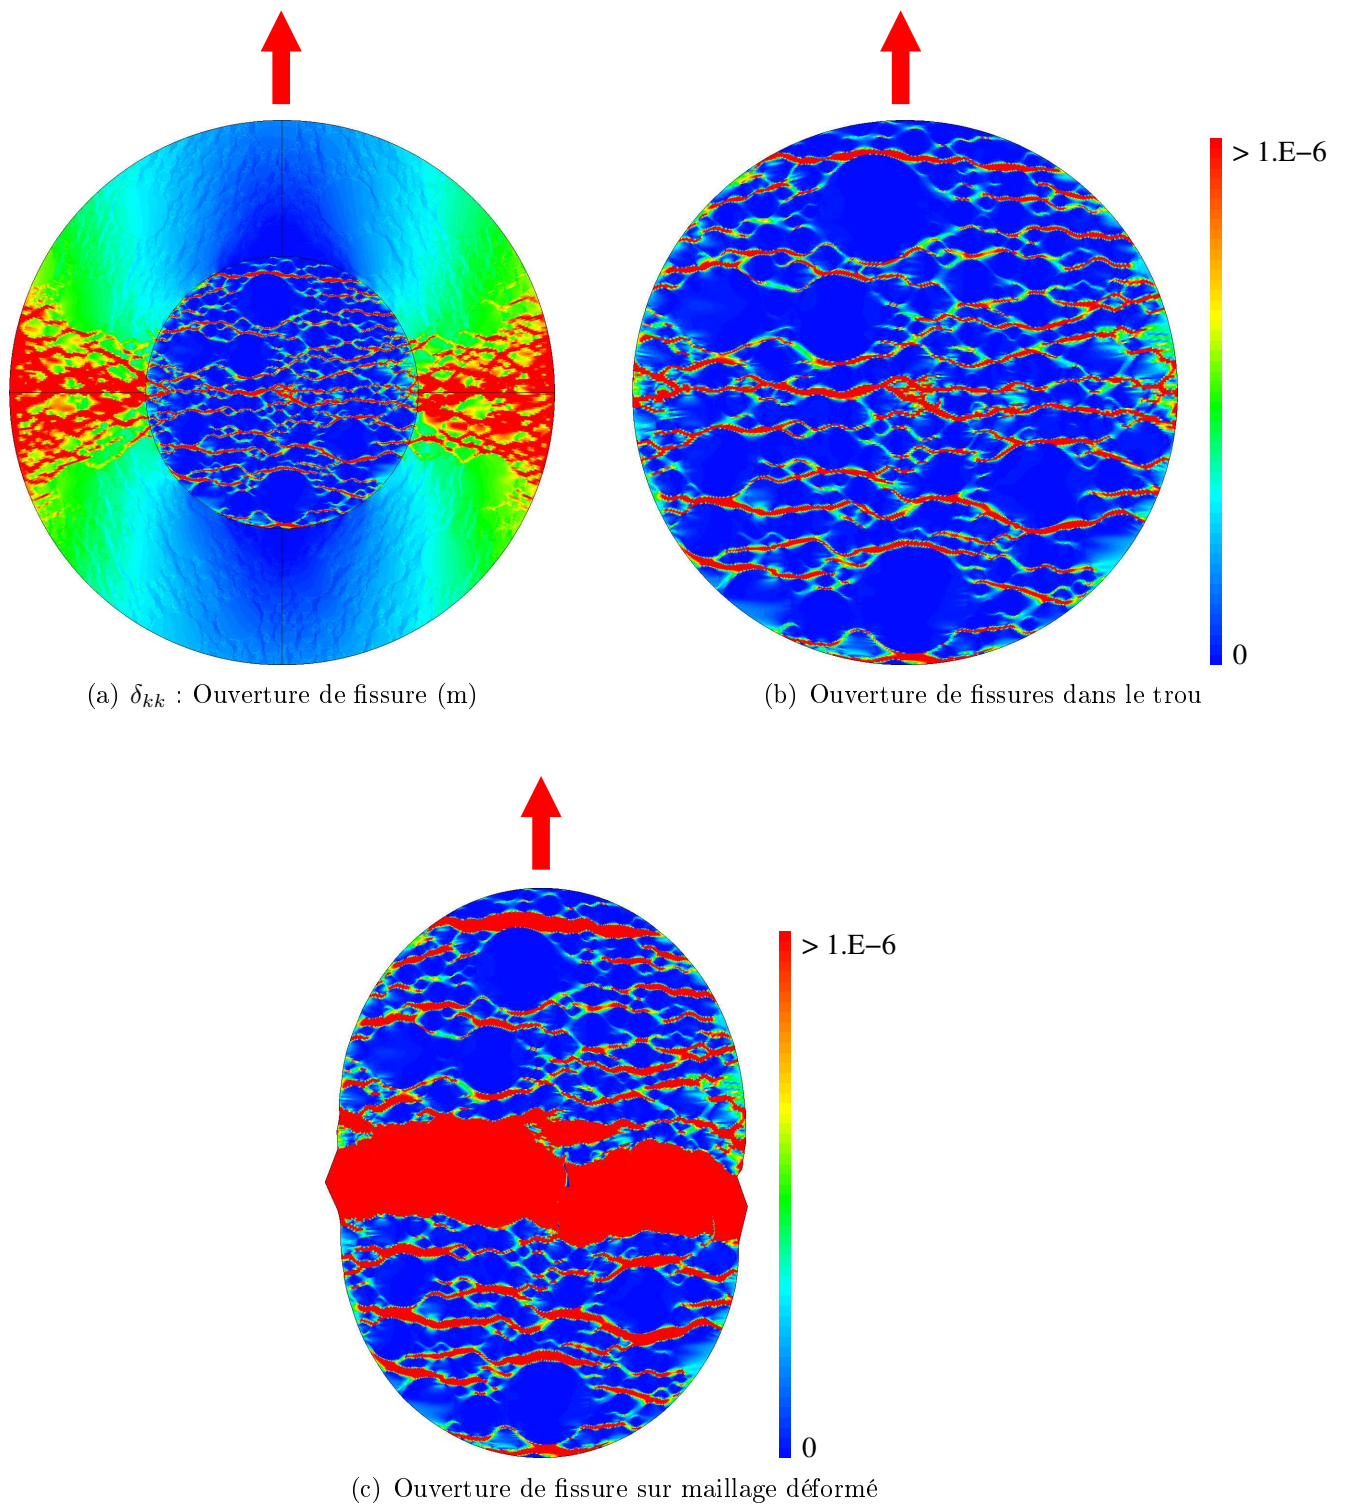 > 1.E−6
0
(a) δkk : Ouverture de fissure (m)
(b) Ouverture de fissures dans le trou
> 1.E−6
0
(c) Ouverture de fissure sur maillage déformé